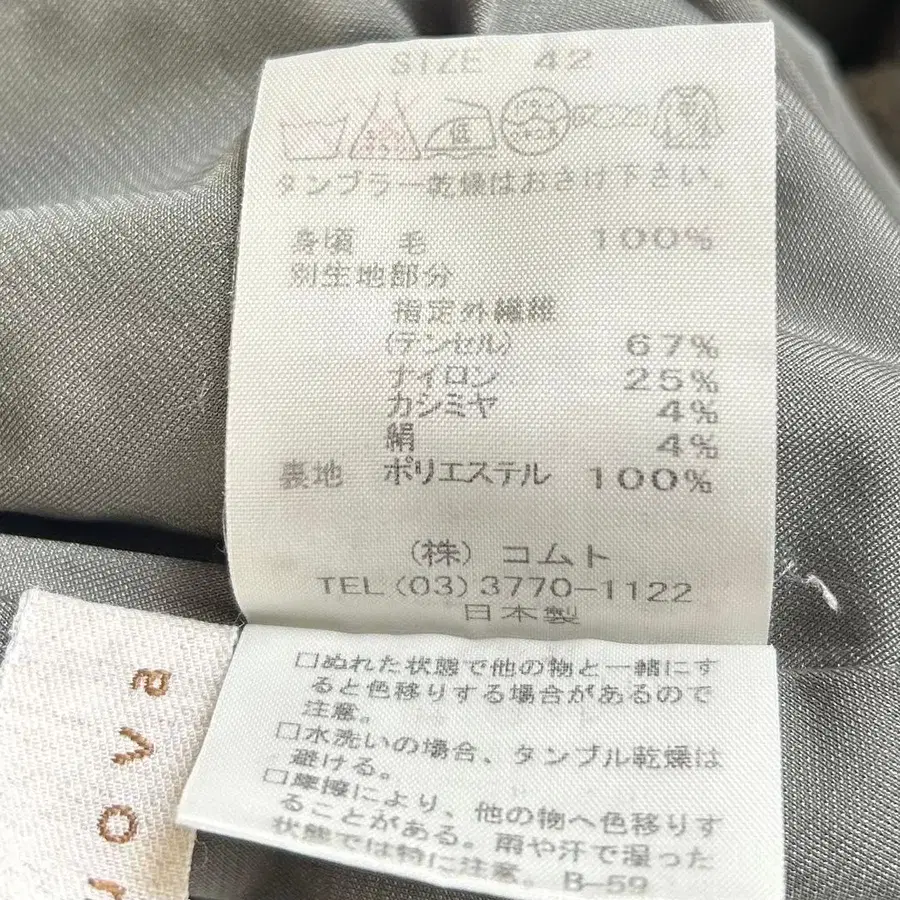 SIZE 42
低
タンブラー乾燥はおさけ下さい。
身頃 毛 100%
別生地部分
指定外繊維
(テンセル) 67%
ナイロン 25%
カシミヤ 4%
絹 4%
裏地 ポリエステル 100%
(株) コムト
TEL (03) 3770-1122
日本製
□ぬれた状態で他の物と一緒にす
ると色移りする場合があるので
注意。
□水洗いの場合、タンブル乾燥は
避ける。
□摩擦により、他の物へ色移りす
ることがある。雨や汗で湿った
状態では特に注意。 B-59
rova